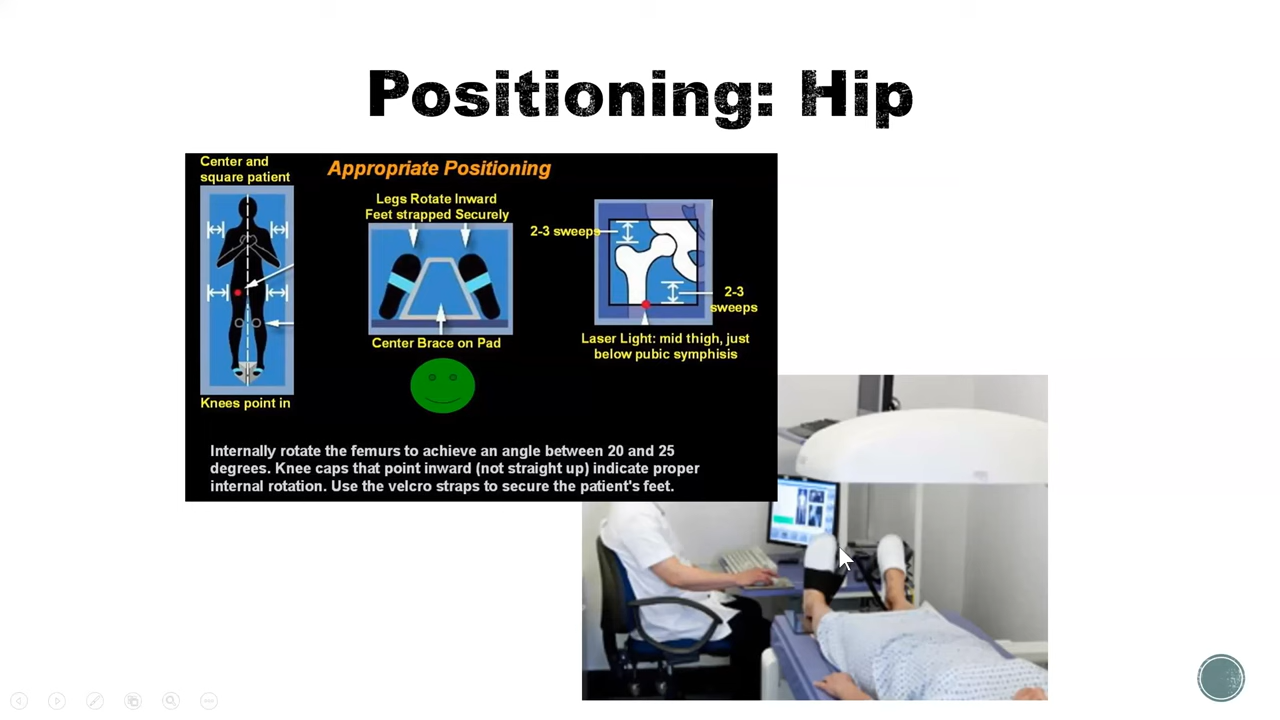 Positioning: Hip
Center and
square patient
Appropriate Positioning
Legs Rotate Inward
Feet strapped Securely
2-3 sweeps
2-3
sweeps
Center Brace on Pad
Laser Light: mid thigh, just
below pubic symphisis
Knees point in
Internally rotate the femurs to achieve an angle between 20 and 25
degrees. Knee caps that point inward (not straight up) indicate proper
internal rotation. Use the velcro straps to secure the patient's feet.